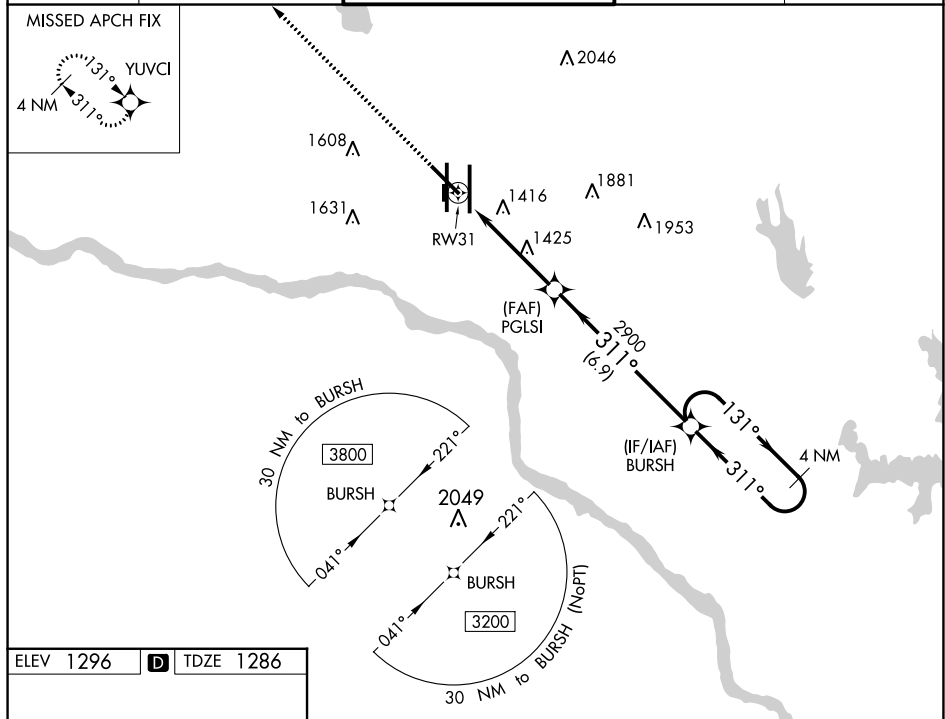 MISSED APCH FIX
131°
YUVCI
4 NM
311°
2046
1608
1631
1416
1881
1953
RW31
1425
(FAF)
PGLSI
2900
311°
(6.9)
131°
(IF/IAF)
BURSH
4 NM
311°
30 NM to BURSH
3800
221°
BURSH
041°
2049
221°
BURSH
041°
3200
30 NM to BURSH (NoPT)
ELEV 1296 D TDZE 1286